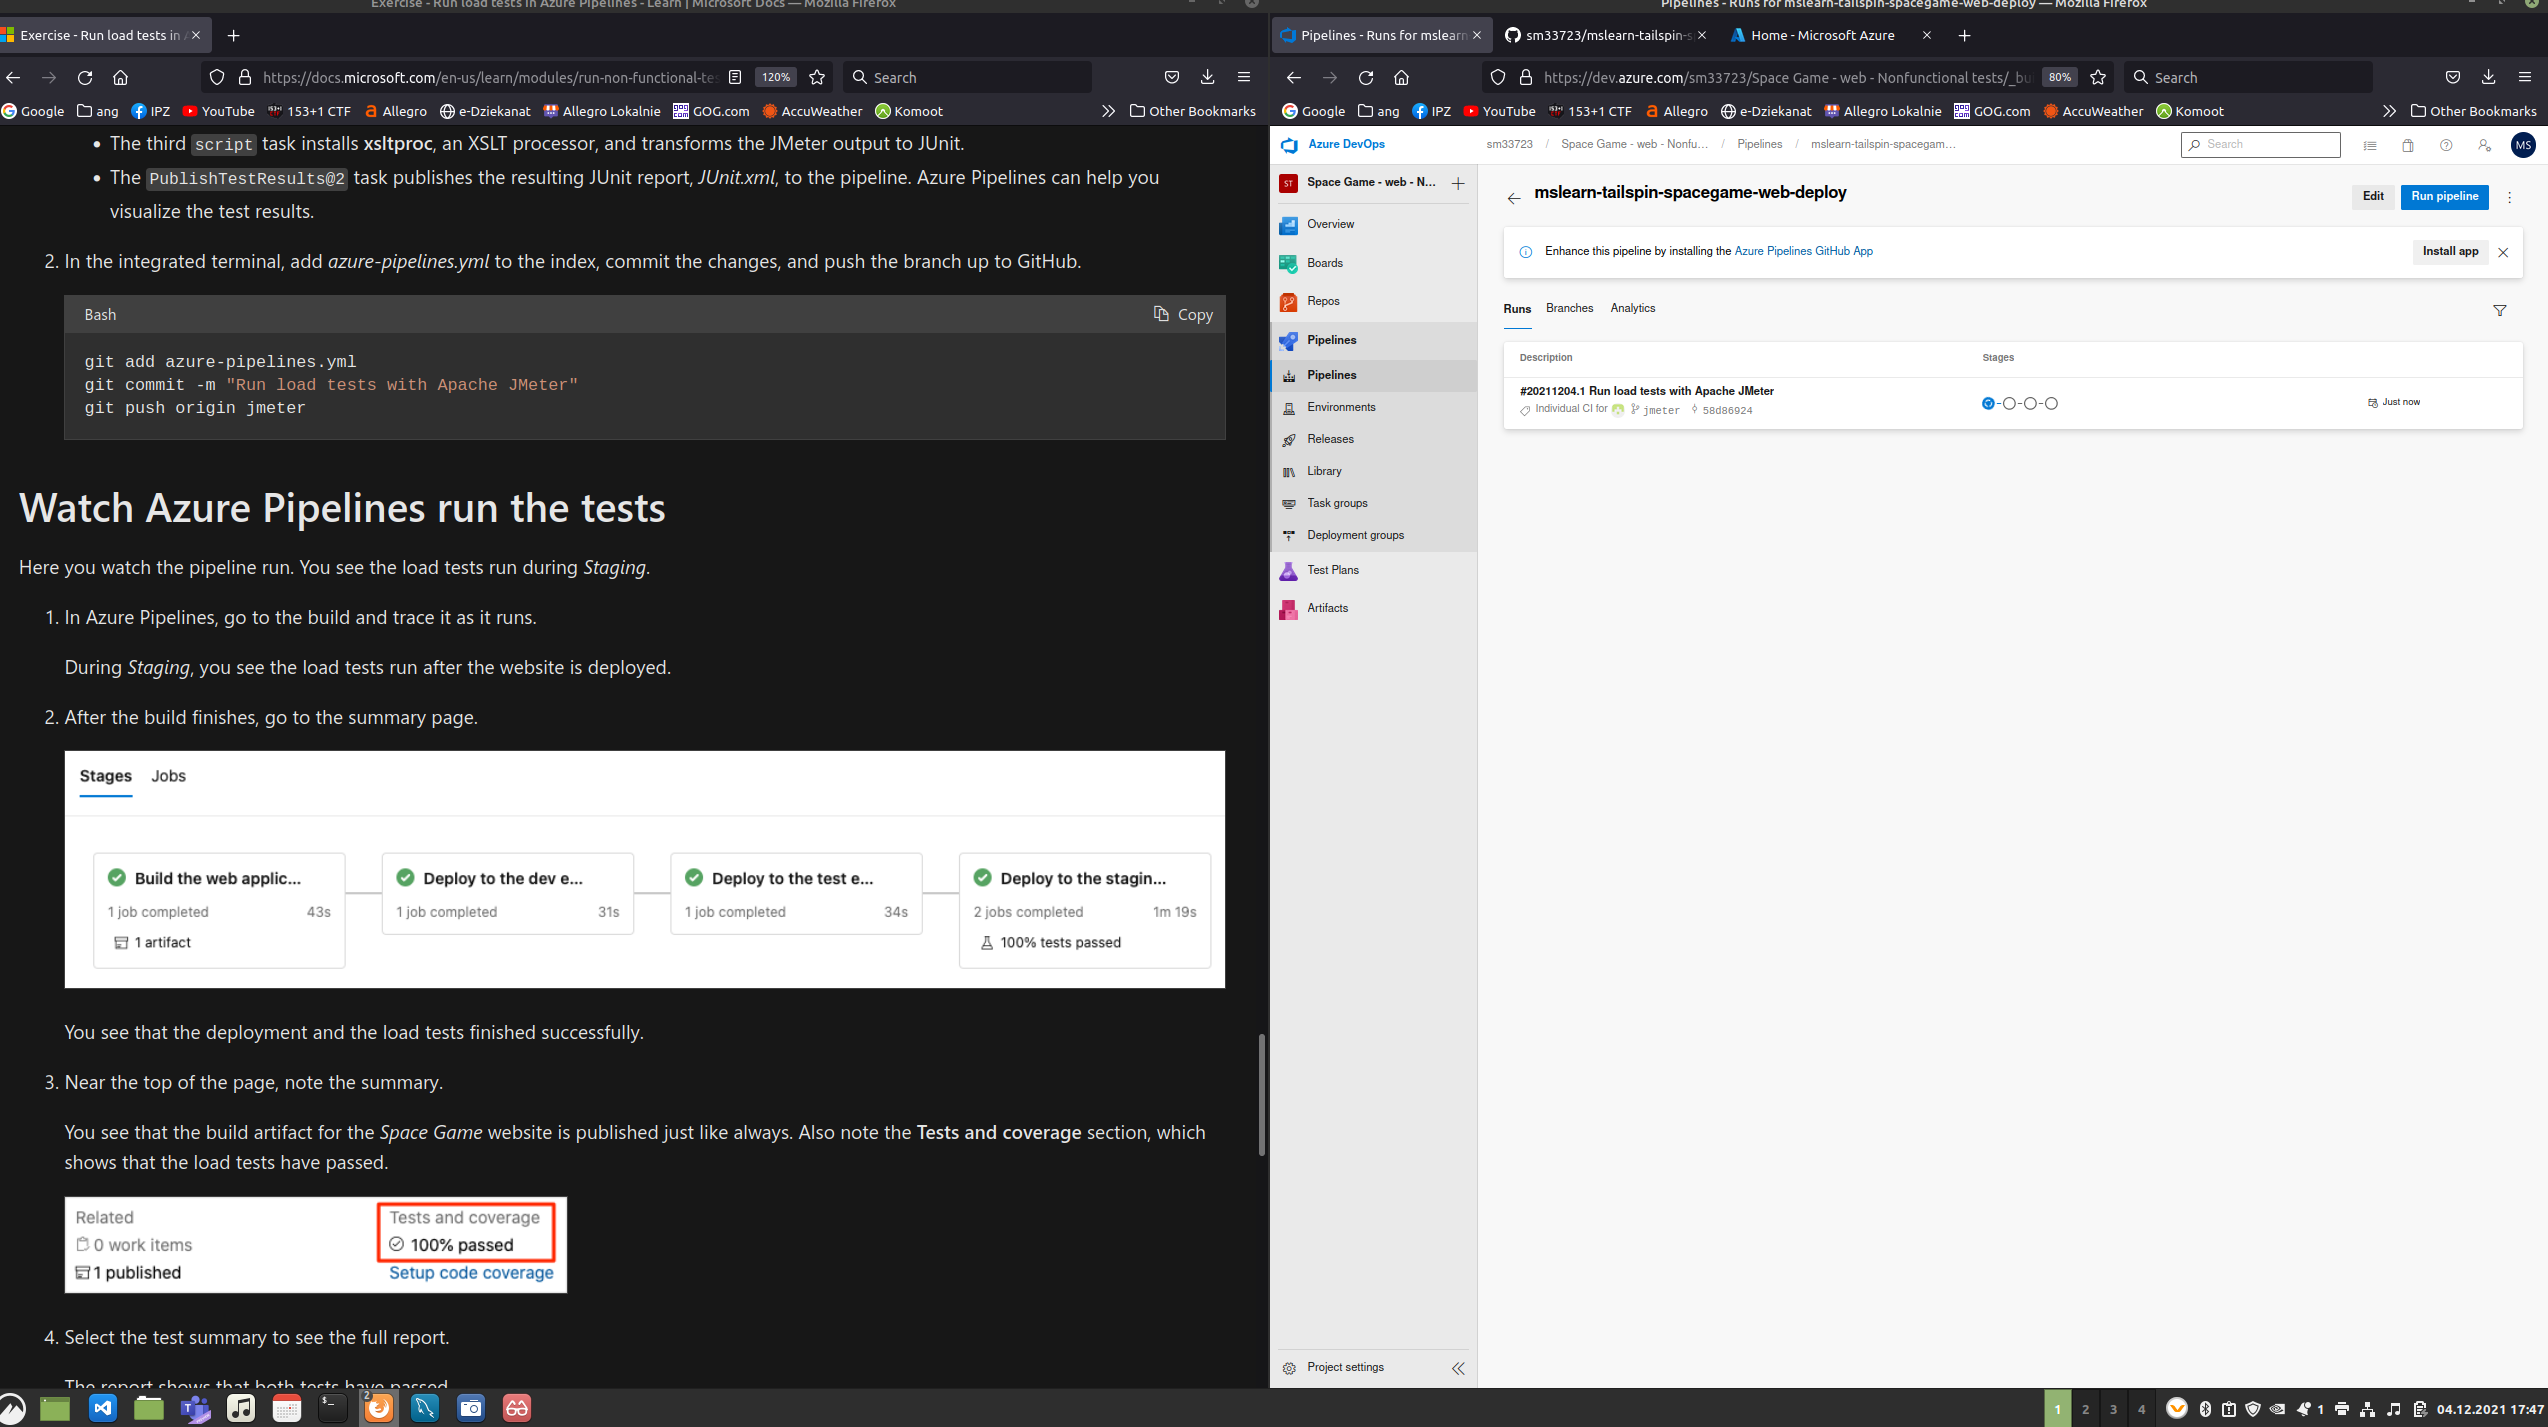 Exercise - Run load tests in Azure Pipelines - Learn | Microsoft Docs — Mozilla Firefox
Exercise - Run load tests in A
https://docs.microsoft.com/en-us/learn/modules/run-non-functional-tes
120%
Search
Google
ang
IPZ
YouTube
153+1 CTF
Allegro
e-Dziekanat
Allegro Lokalnie
GOG.com
AccuWeather
Komoot
Other Bookmarks
• The third script task installs xsltproc, an XSLT processor, and transforms the JMeter output to JUnit.
• The PublishTestResults@2 task publishes the resulting JUnit report, JUnit.xml, to the pipeline. Azure Pipelines can help you
visualize the test results.
2. In the integrated terminal, add azure-pipelines.yml to the index, commit the changes, and push the branch up to GitHub.
Bash
Copy
git add azure-pipelines.yml
git commit -m "Run load tests with Apache JMeter"
git push origin jmeter
Watch Azure Pipelines run the tests
Here you watch the pipeline run. You see the load tests run during Staging.
1. In Azure Pipelines, go to the build and trace it as it runs.
During Staging, you see the load tests run after the website is deployed.
2. After the build finishes, go to the summary page.
Stages Jobs
Build the web applic...
1 job completed 43s
1 artifact
Deploy to the dev e...
1 job completed 31s
Deploy to the test e...
1 job completed 34s
Deploy to the stagin...
2 jobs completed 1m 19s
100% tests passed
You see that the deployment and the load tests finished successfully.
3. Near the top of the page, note the summary.
You see that the build artifact for the Space Game website is published just like always. Also note the Tests and coverage section, which
shows that the load tests have passed.
Related
0 work items
1 published
Tests and coverage
100% passed
Setup code coverage
4. Select the test summary to see the full report.
The report shows that both tests have passed
Pipelines - Runs for mslearn-tailspin-spacegame-web-deploy — Mozilla Firefox
Pipelines - Runs for mslearn
sm33723/mslearn-tailspin-s
Home - Microsoft Azure
https://dev.azure.com/sm33723/Space Game - web - Nonfunctional tests/_bu
80%
Search
Google
ang
IPZ
YouTube
153+1 CTF
Allegro
e-Dziekanat
Allegro Lokalnie
GOG.com
AccuWeather
Komoot
Other Bookmarks
Azure DevOps
sm33723 / Space Game - web - Nonfu... / Pipelines / mslearn-tailspin-spacegam...
Search
MS
ST
Space Game - web - N...
Overview
Boards
Repos
Pipelines
Pipelines
Environments
Releases
Library
Task groups
Deployment groups
Test Plans
Artifacts
Project settings
mslearn-tailspin-spacegame-web-deploy
Edit
Run pipeline
Enhance this pipeline by installing the Azure Pipelines GitHub App
Install app
Runs Branches Analytics
Description Stages
#20211204.1 Run load tests with Apache JMeter
Individual CI for jmeter 58d86924
Just now
2
1 2 3 4
1
04.12.2021 17:47